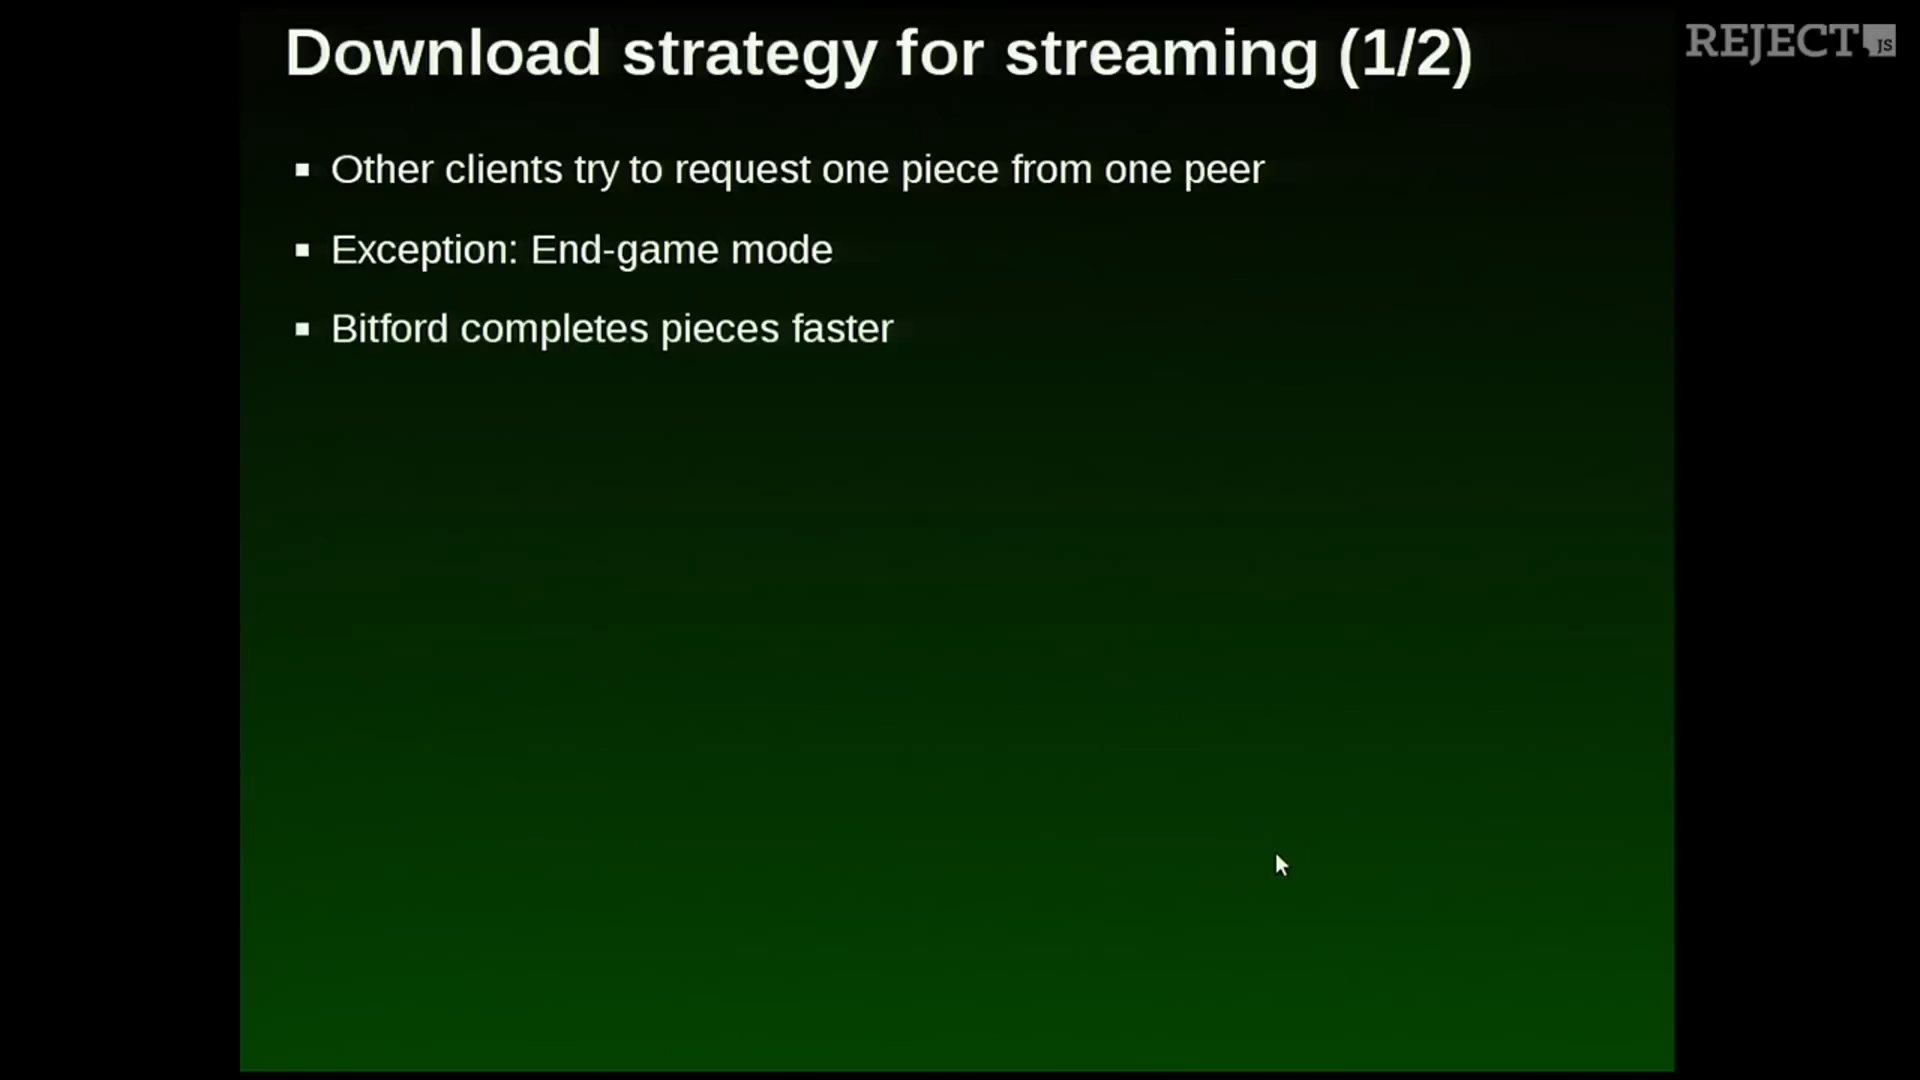 Download strategy for streaming (1/2)
REJECT JS
Other clients try to request one piece from one peer
Exception: End-game mode
Bitford completes pieces faster